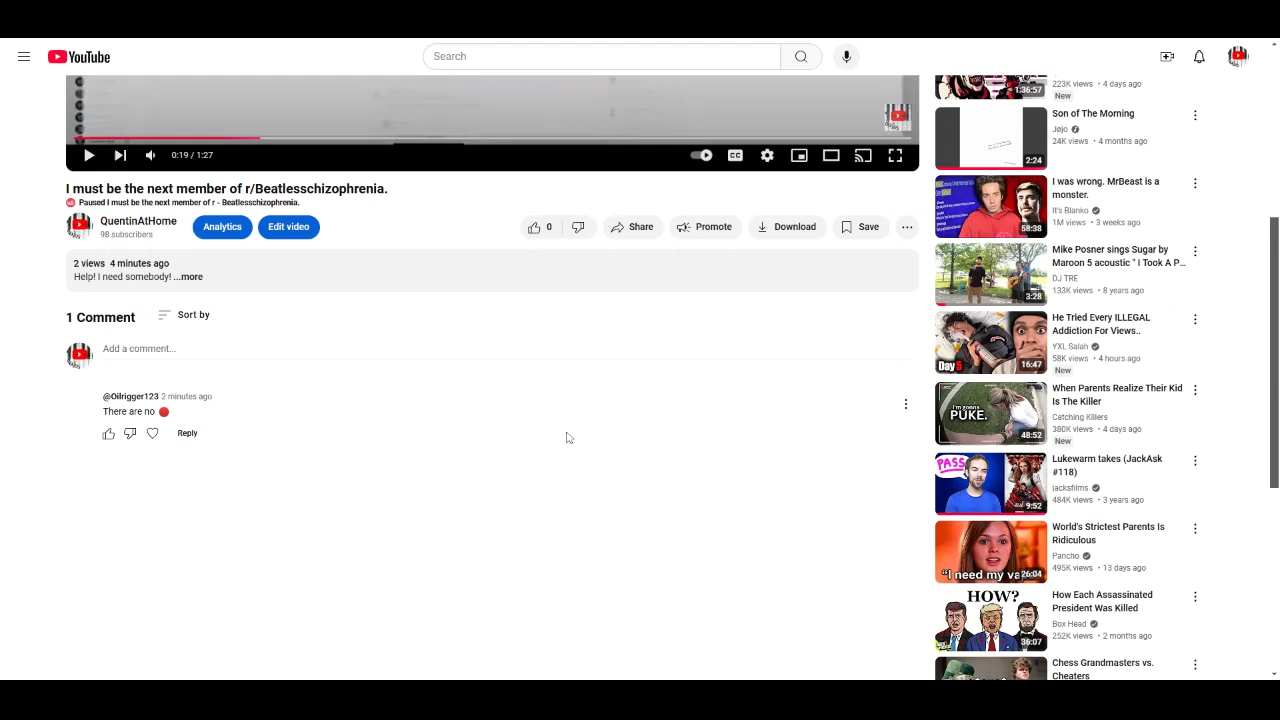 YouTube
Search
0:19 / 1:27
CC
I must be the next member of r/Beatlesschizophrenia.
Paused I must be the next member of r - Beatlesschizophrenia.
QuentinAtHome
98 subscribers
Analytics
Edit video
0
Share
Promote
Download
Save
2 views 4 minutes ago
Help! I need somebody! ...more
1 Comment
Sort by
Add a comment...
@Oilrigger123 2 minutes ago
There are no 🔴
Reply
1:36:57
223K views • 4 days ago
New
2:24
Son of The Morning
Jøjo
24K views • 4 months ago
58:38
I was wrong. MrBeast is a
monster.
It's Blanko
1M views • 3 weeks ago
3:28
Mike Posner sings Sugar by
Maroon 5 acoustic " I Took A P...
DJ TRE
133K views • 8 years ago
Day5
16:47
He Tried Every ILLEGAL
Addiction For Views..
YXL Salah
58K views • 4 hours ago
New
I'm gonna
PUKE.
48:52
When Parents Realize Their Kid
Is The Killer
Catching Killers
380K views • 4 days ago
New
PASS
9:52
Lukewarm takes (JackAsk
#118)
jacksfilms
484K views • 3 years ago
"I need my va
26:04
World's Strictest Parents Is
Ridiculous
Pancho
495K views • 13 days ago
HOW?
36:07
How Each Assassinated
President Was Killed
Box Head
252K views • 2 months ago
Chess Grandmasters vs.
Cheaters